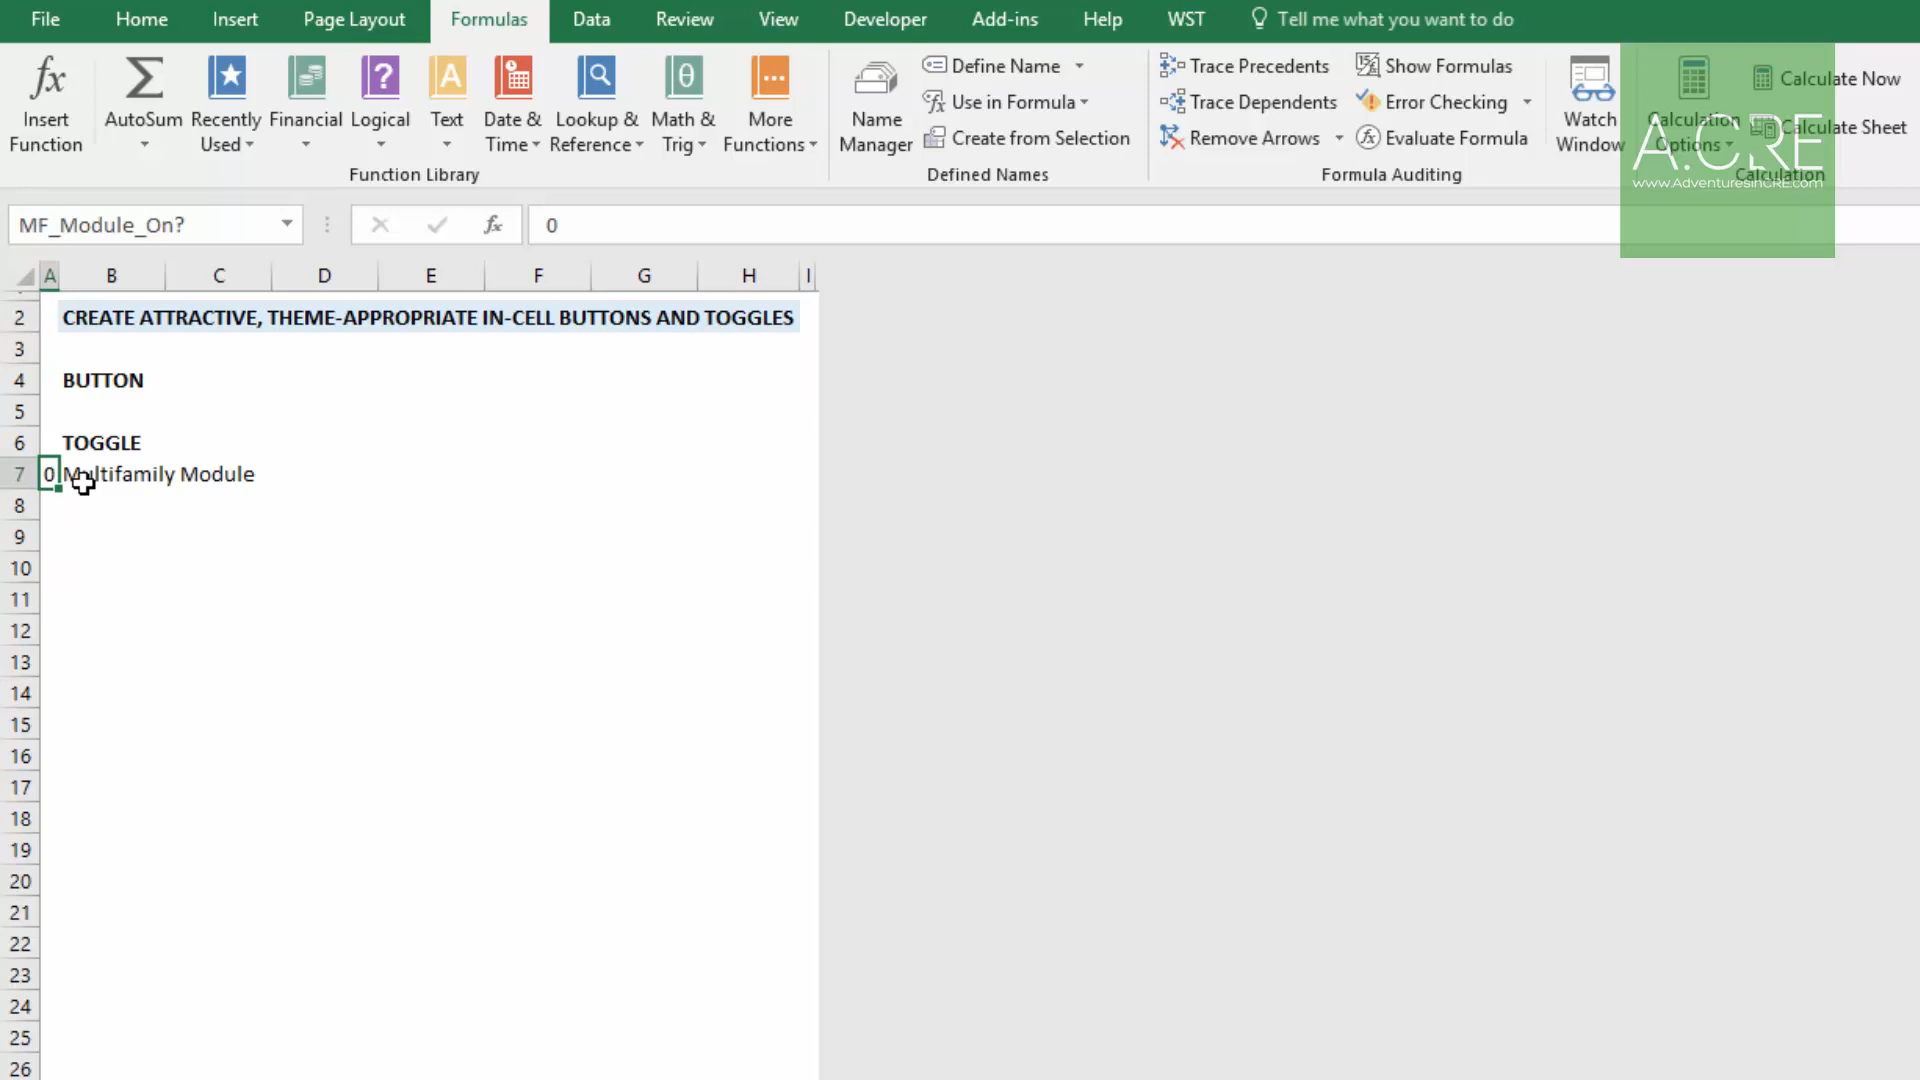 File Home Insert Page Layout Formulas Data Review View Developer Add-ins Help WST Tell me what you want to do
fx Insert Function
AutoSum
Recently Used
Financial
Logical
Text
Date & Time
Lookup & Reference
Math & Trig
More Functions
Function Library
Name Manager
Define Name
Use in Formula
Create from Selection
Defined Names
Trace Precedents
Trace Dependents
Remove Arrows
Show Formulas
Error Checking
Evaluate Formula
Formula Auditing
Watch Window
Calculation Options
Calculate Now
Calculate Sheet
Calculation
A.CRE
www.AdventuresinCRE.com
MF_Module_On? fx 0
A B C D E F G H I
2 CREATE ATTRACTIVE, THEME-APPROPRIATE IN-CELL BUTTONS AND TOGGLES
3
4 BUTTON
5
6 TOGGLE
7 0 Multifamily Module
8
9
10
11
12
13
14
15
16
17
18
19
20
21
22
23
24
25
26